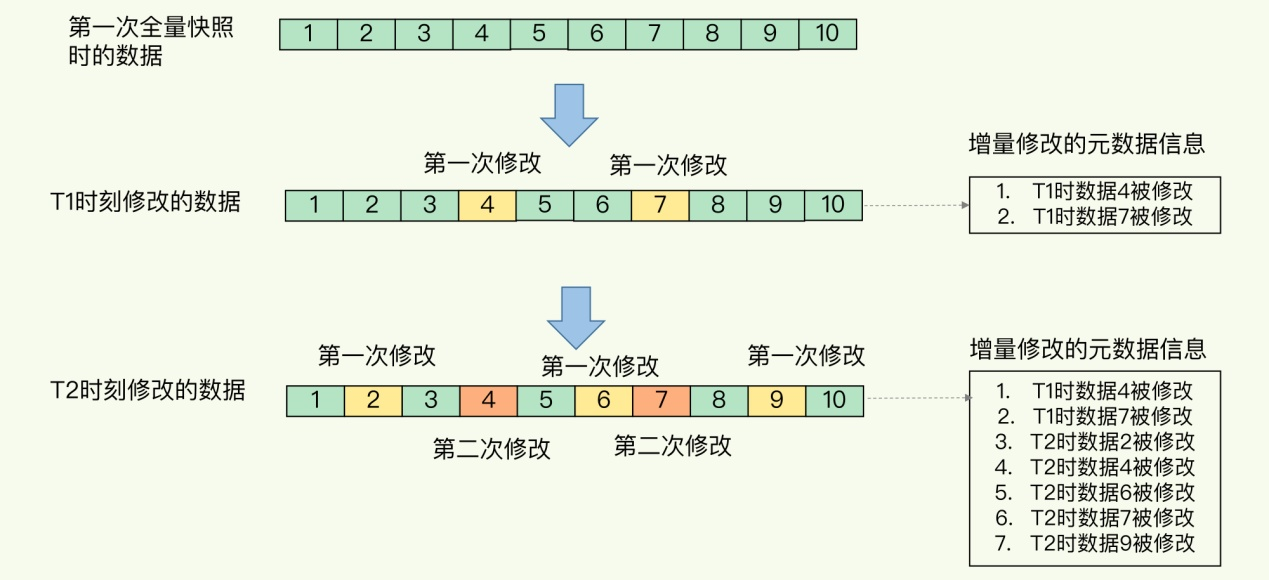 第一次全量快照
时的数据
1 2 3 4 5 6 7 8 9 10
第一次修改 第一次修改
T1时刻修改的数据
1 2 3 4 5 6 7 8 9 10
增量修改的元数据信息
1. T1时数据4被修改
2. T1时数据7被修改
第一次修改 第一次修改 第一次修改
T2时刻修改的数据
1 2 3 4 5 6 7 8 9 10
第二次修改 第二次修改
增量修改的元数据信息
1. T1时数据4被修改
2. T1时数据7被修改
3. T2时数据2被修改
4. T2时数据4被修改
5. T2时数据6被修改
6. T2时数据7被修改
7. T2时数据9被修改